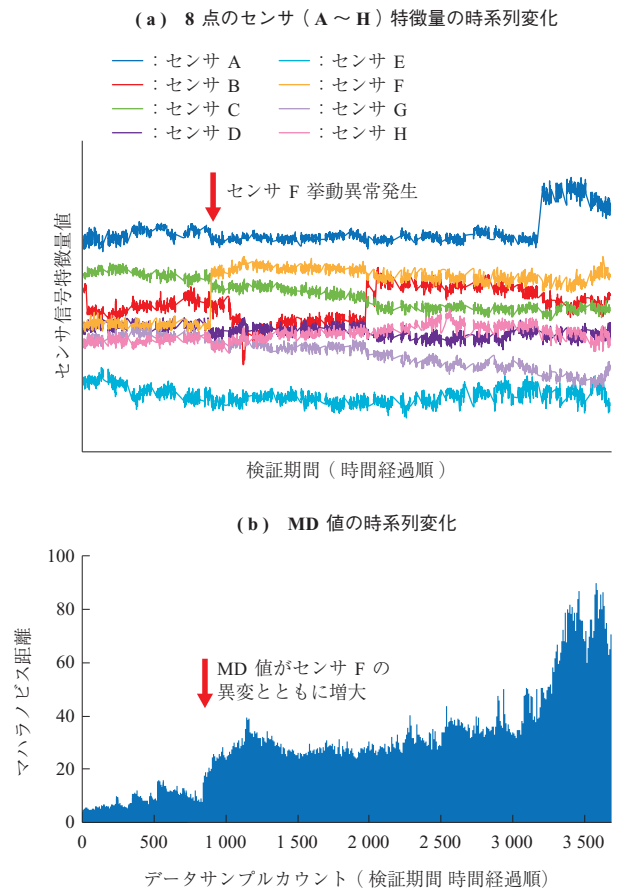 ( a ) 8 点のセンサ ( A ～ H ) 特徴量の時系列変化
：センサ A
：センサ E
：センサ B
：センサ F
：センサ C
：センサ G
：センサ D
：センサ H
センサ F 挙動異常発生
センサ信号特徴量値
検証期間 ( 時間経過順 )
( b ) MD 値の時系列変化
100
80
60
40
20
0
マハラノビス距離
MD 値がセンサ F の
異変とともに増大
0 500 1 000 1 500 2 000 2 500 3 000 3 500
データサンプルカウント ( 検証期間 時間経過順)